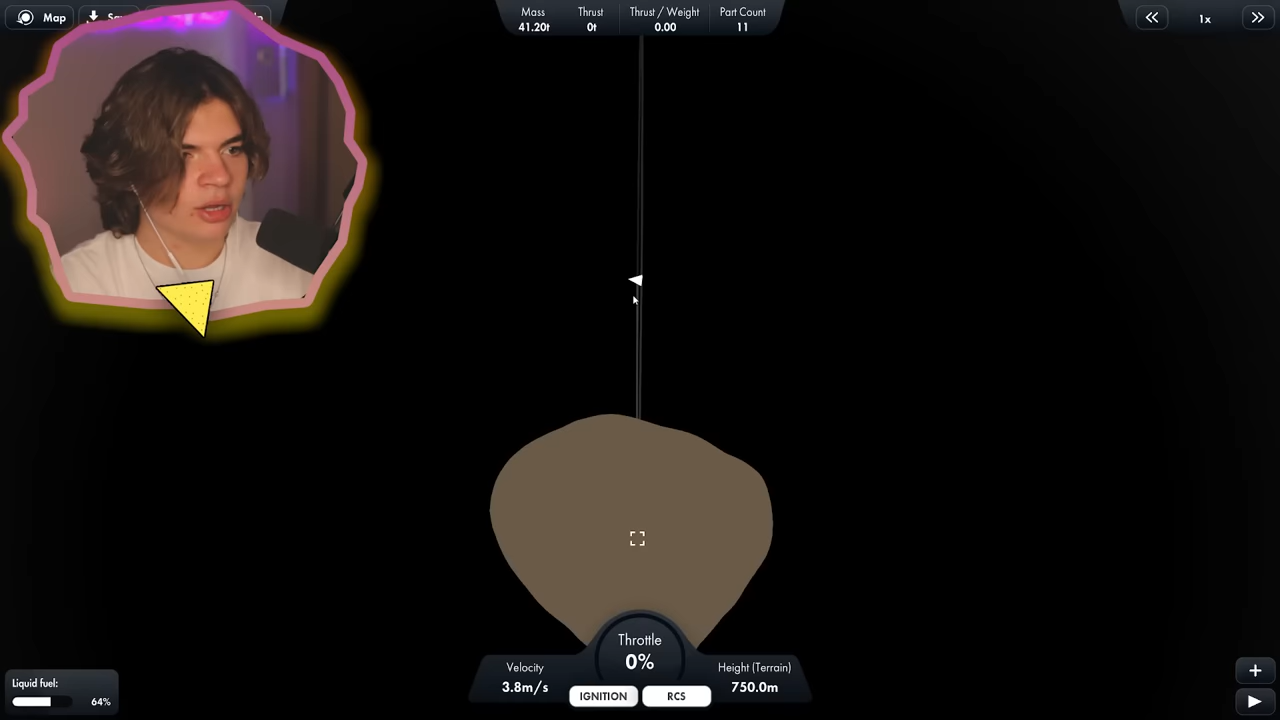 Map
Mass
41.20t
Thrust
0t
Thrust / Weight
0.00
Part Count
11
1x
Throttle
0%
Velocity
3.8m/s
Height (Terrain)
750.0m
IGNITION
RCS
Liquid fuel:
64%